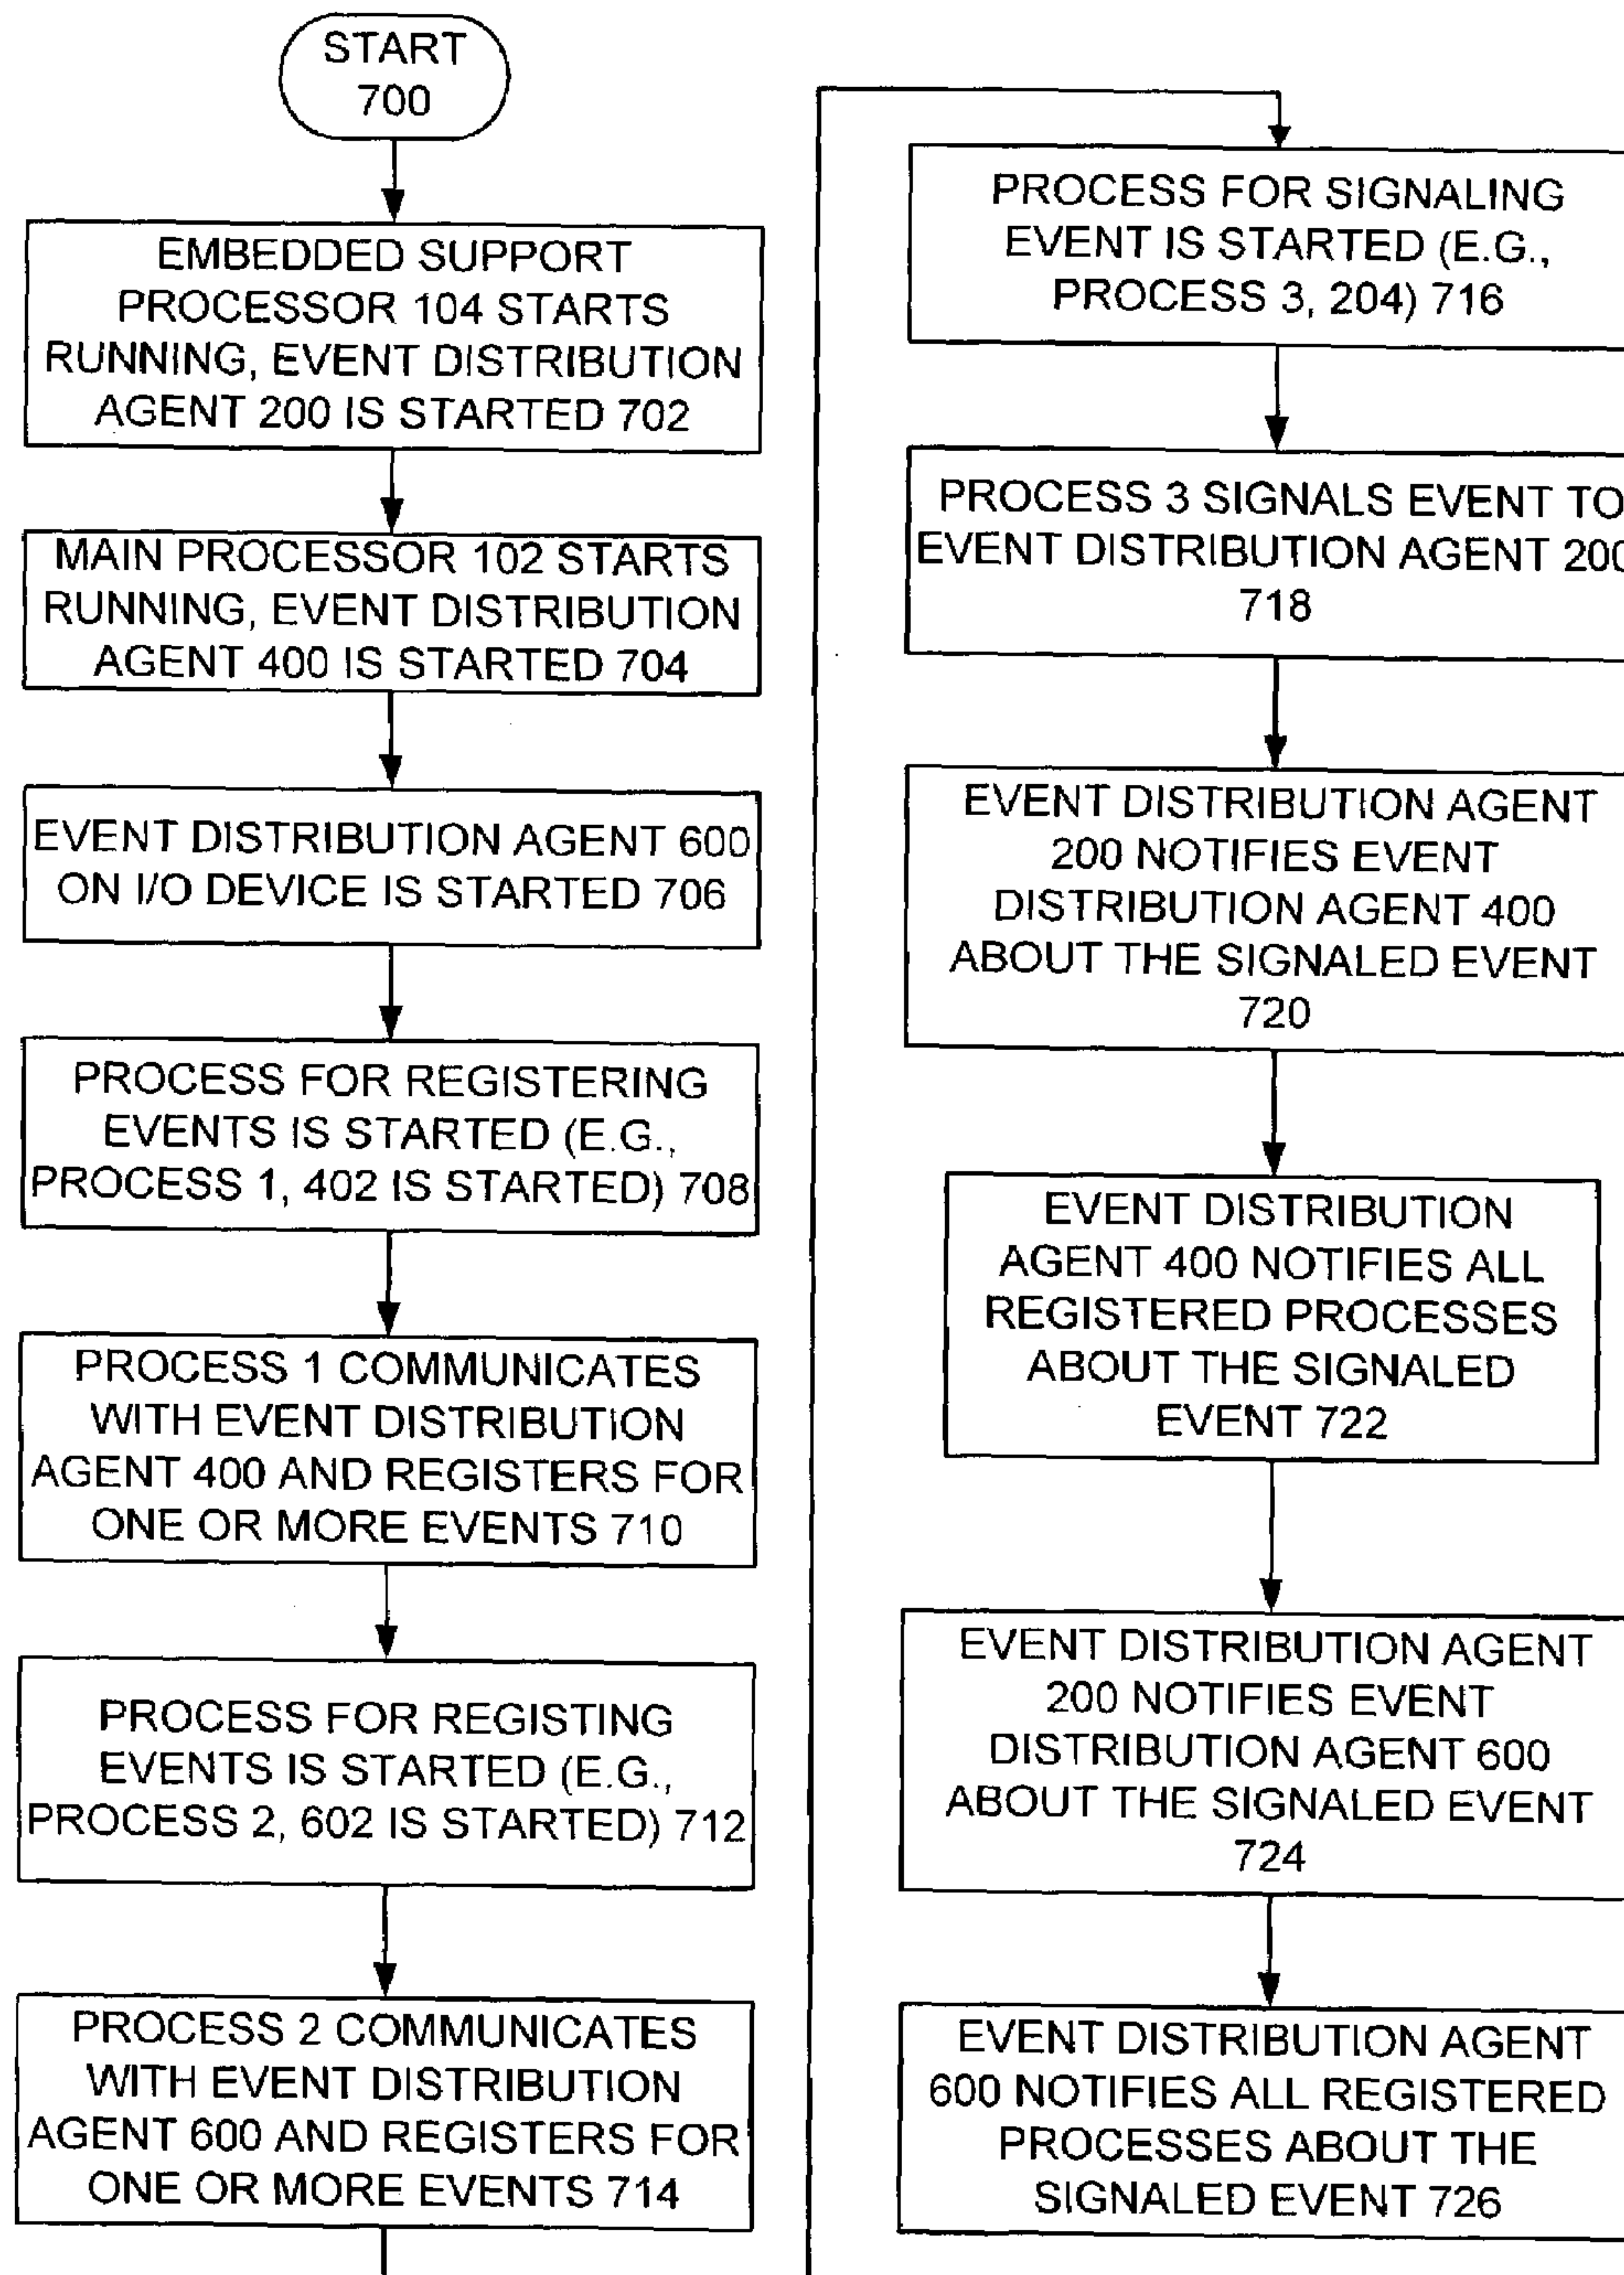 START
700
EMBEDDED SUPPORT
PROCESSOR 104 STARTS
RUNNING, EVENT DISTRIBUTION
AGENT 200 IS STARTED 702
MAIN PROCESSOR 102 STARTS
RUNNING, EVENT DISTRIBUTION
AGENT 400 IS STARTED 704
EVENT DISTRIBUTION AGENT 600
ON I/O DEVICE IS STARTED 706
PROCESS FOR REGISTERING
EVENTS IS STARTED (E.G.,
PROCESS 1, 402 IS STARTED) 708
PROCESS 1 COMMUNICATES
WITH EVENT DISTRIBUTION
AGENT 400 AND REGISTERS FOR
ONE OR MORE EVENTS 710
PROCESS FOR REGISTING
EVENTS IS STARTED (E.G.,
PROCESS 2, 602 IS STARTED) 712
PROCESS 2 COMMUNICATES
WITH EVENT DISTRIBUTION
AGENT 600 AND REGISTERS FOR
ONE OR MORE EVENTS 714
PROCESS FOR SIGNALING
EVENT IS STARTED (E.G.,
PROCESS 3, 204) 716
PROCESS 3 SIGNALS EVENT TO
EVENT DISTRIBUTION AGENT 200
718
EVENT DISTRIBUTION AGENT
200 NOTIFIES EVENT
DISTRIBUTION AGENT 400
ABOUT THE SIGNALED EVENT
720
EVENT DISTRIBUTION
AGENT 400 NOTIFIES ALL
REGISTERED PROCESSES
ABOUT THE SIGNALED
EVENT 722
EVENT DISTRIBUTION AGENT
200 NOTIFIES EVENT
DISTRIBUTION AGENT 600
ABOUT THE SIGNALED EVENT
724
EVENT DISTRIBUTION AGENT
600 NOTIFIES ALL REGISTERED
PROCESSES ABOUT THE
SIGNALED EVENT 726